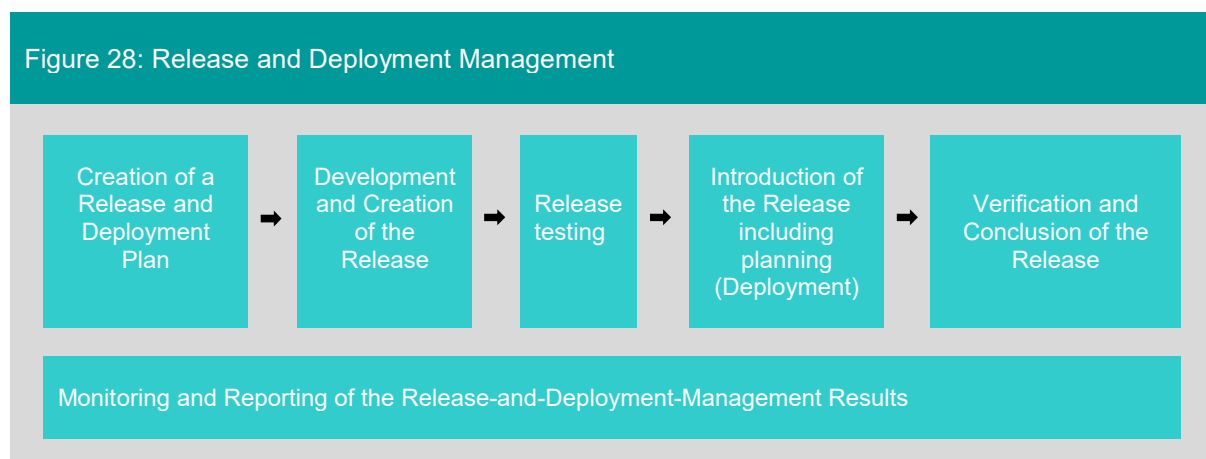 Figure 28: Release and Deployment Management
Creation of a
Release and
Deployment
Plan
Development
and Creation
of the
Release
Release
testing
Introduction of
the Release
including
planning
(Deployment)
Verification and
Conclusion of the
Release
Monitoring and Reporting of the Release-and-Deployment-Management Results